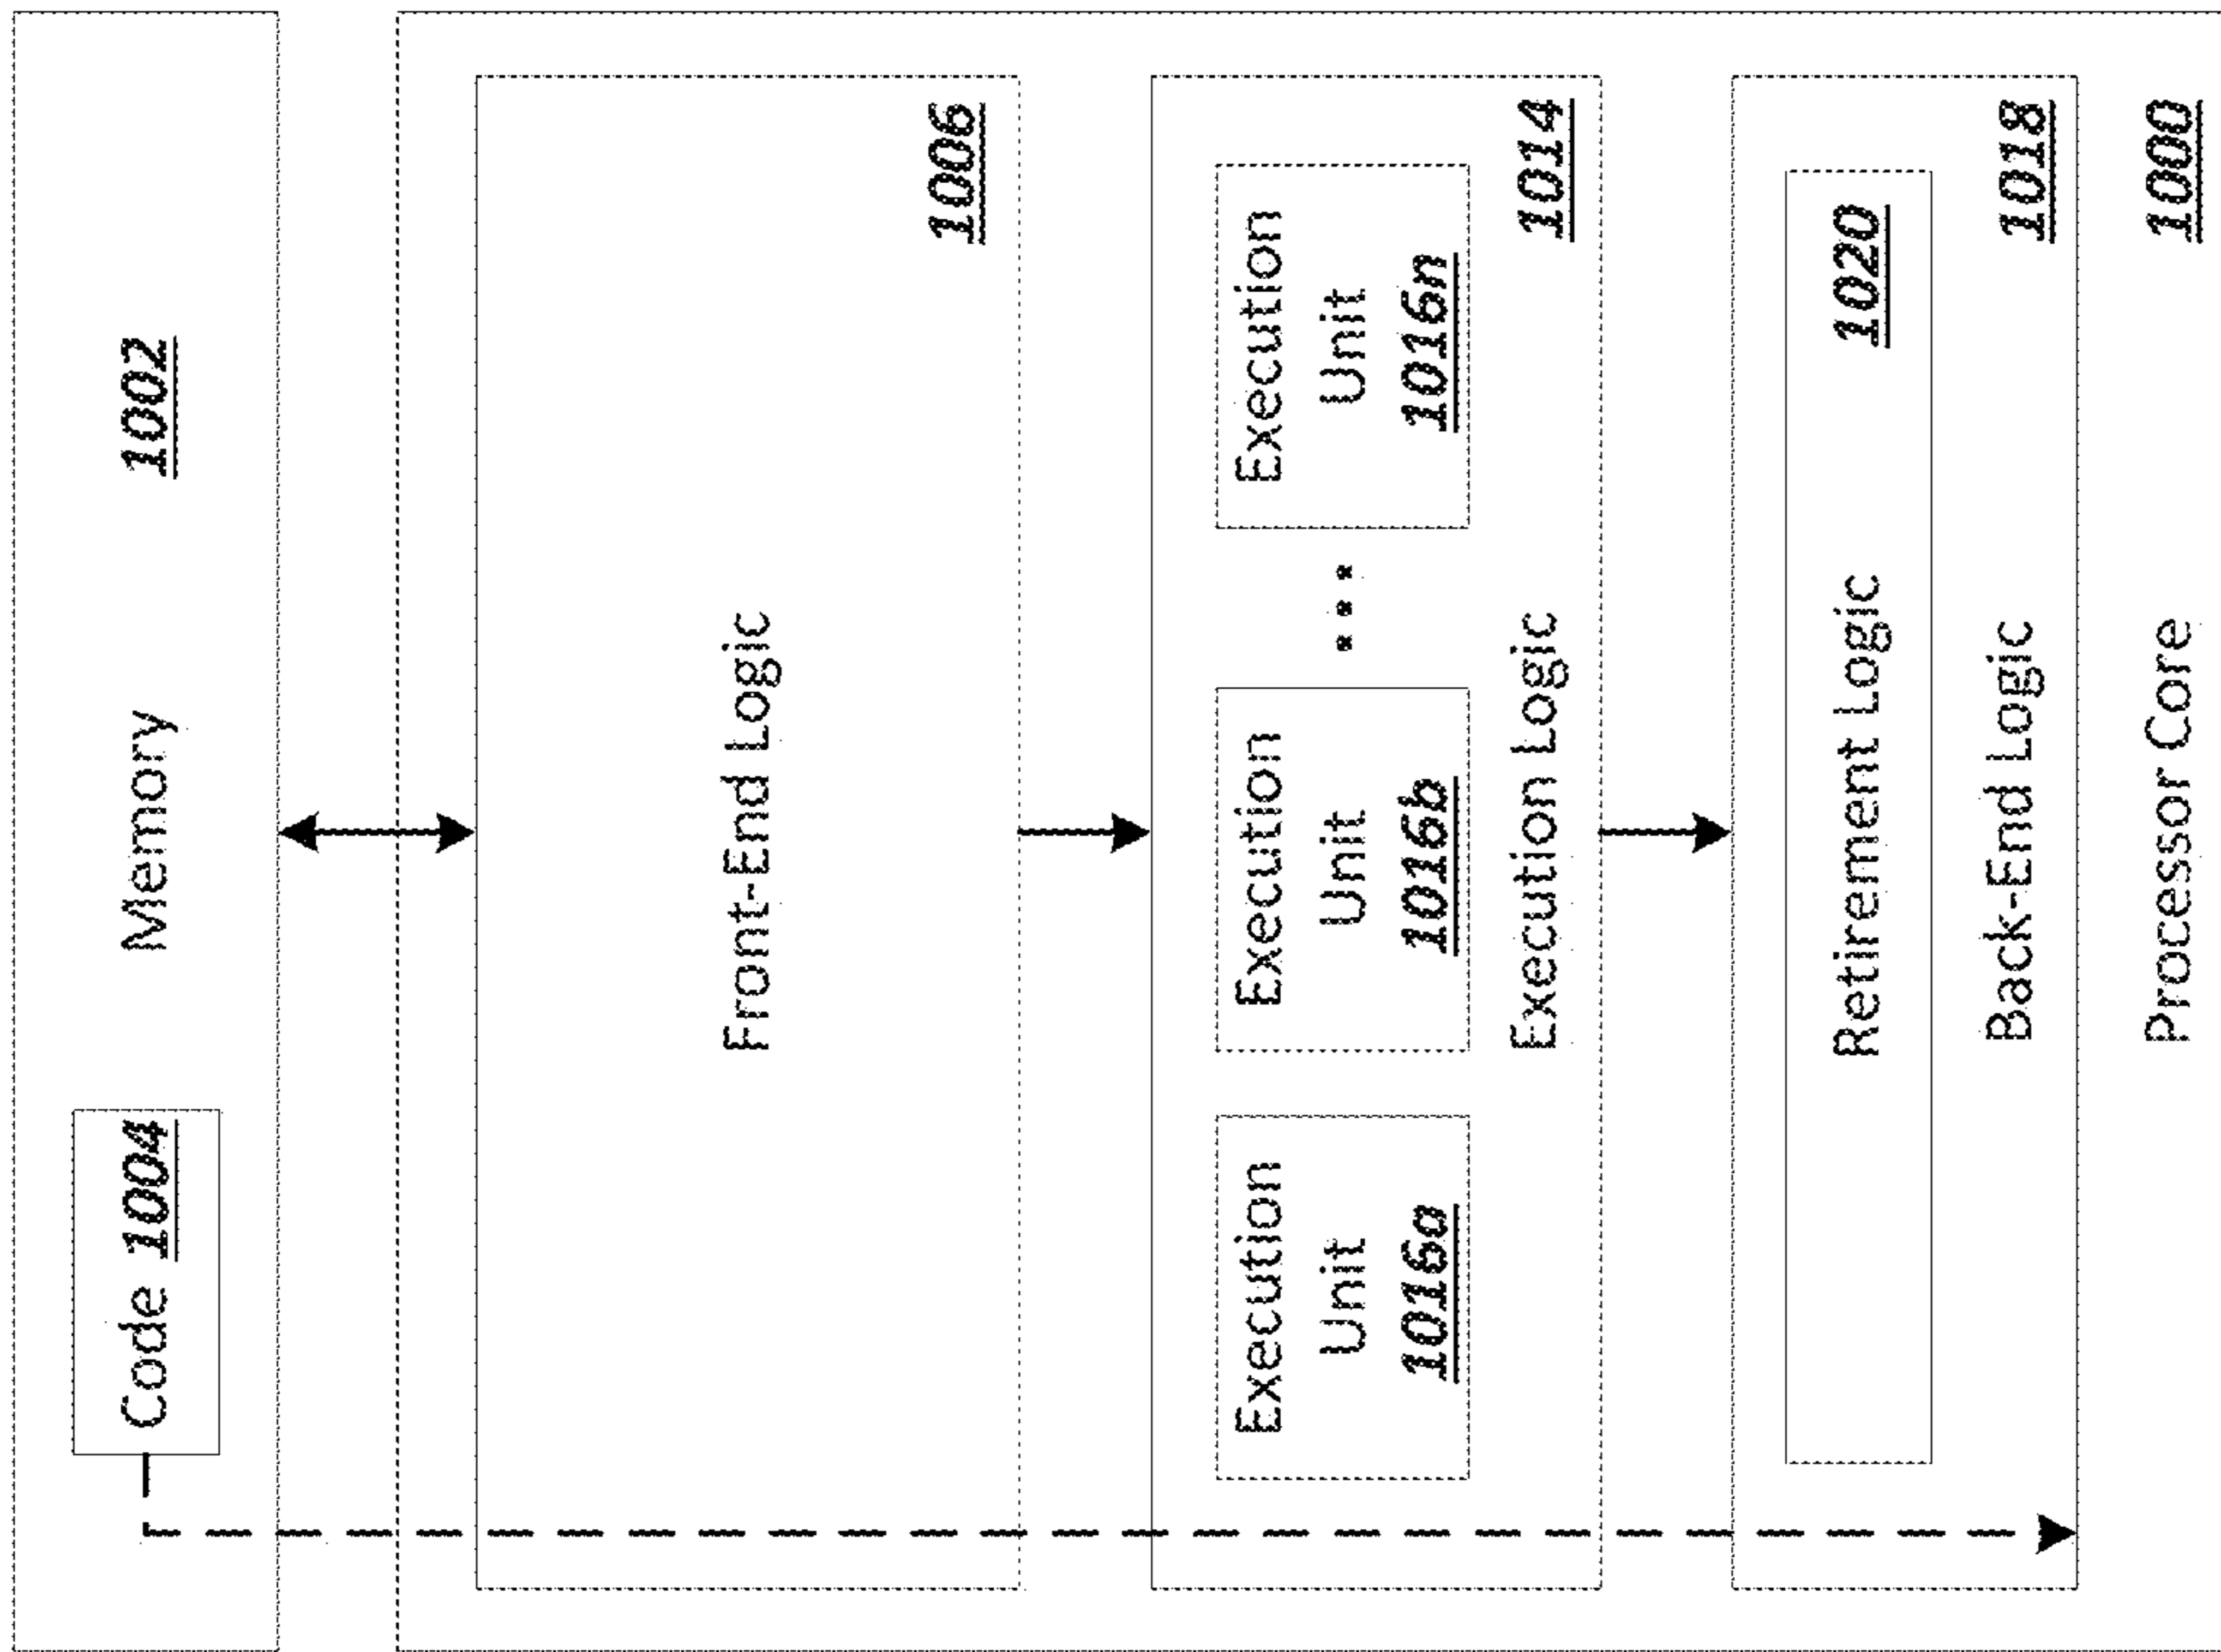 Code 1004
Memory 1002
Front-End Logic
1006
Execution
Unit
1016a
Execution
Unit
1016b
...
Execution
Unit
1016n
Execution Logic 1014
Retirement Logic 1020
Back-End Logic 1018
Processor Core 1000